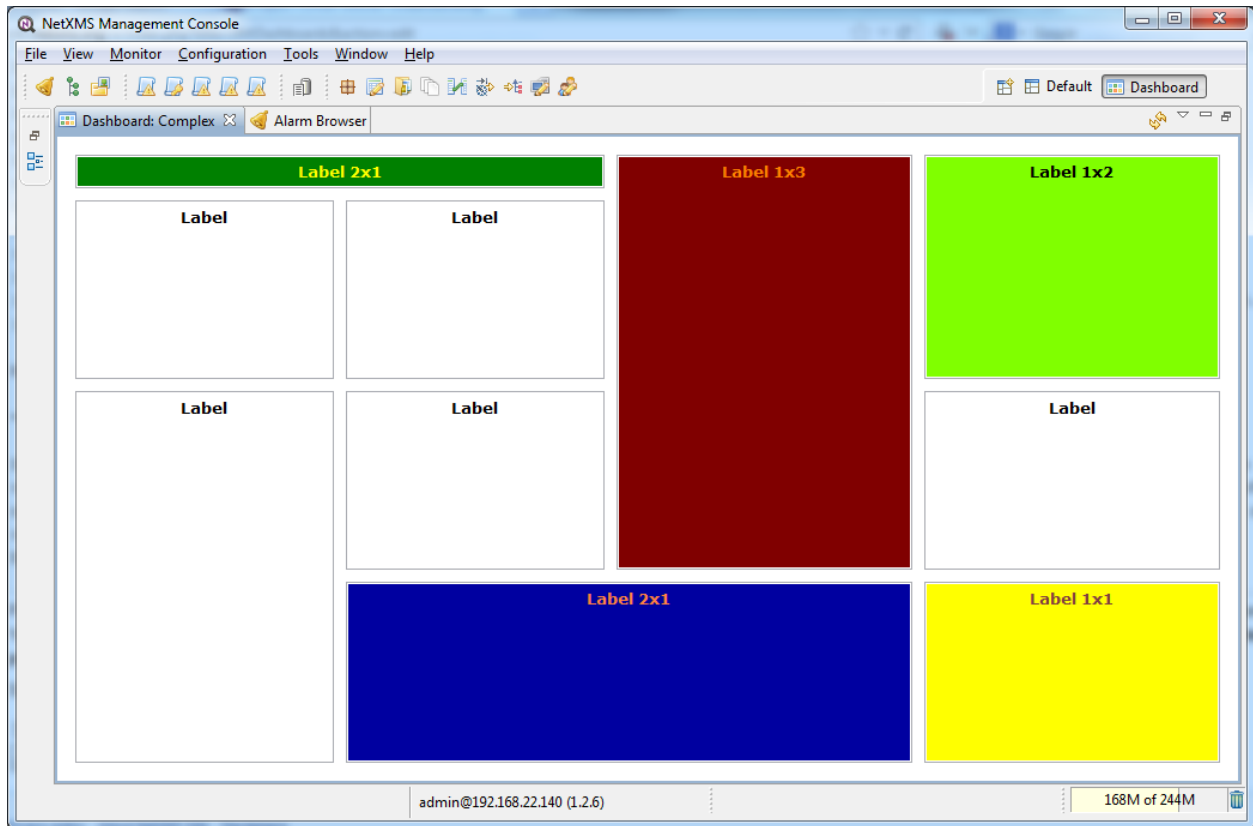 NetXMS Management Console
File View Monitor Configuration Tools Window Help
Default Dashboard
Dashboard: Complex Alarm Browser
Label 2x1 Label 1x3 Label 1x2
Label Label
Label Label Label
Label 2x1 Label 1x1
admin@192.168.22.140 (1.2.6) 168M of 244M